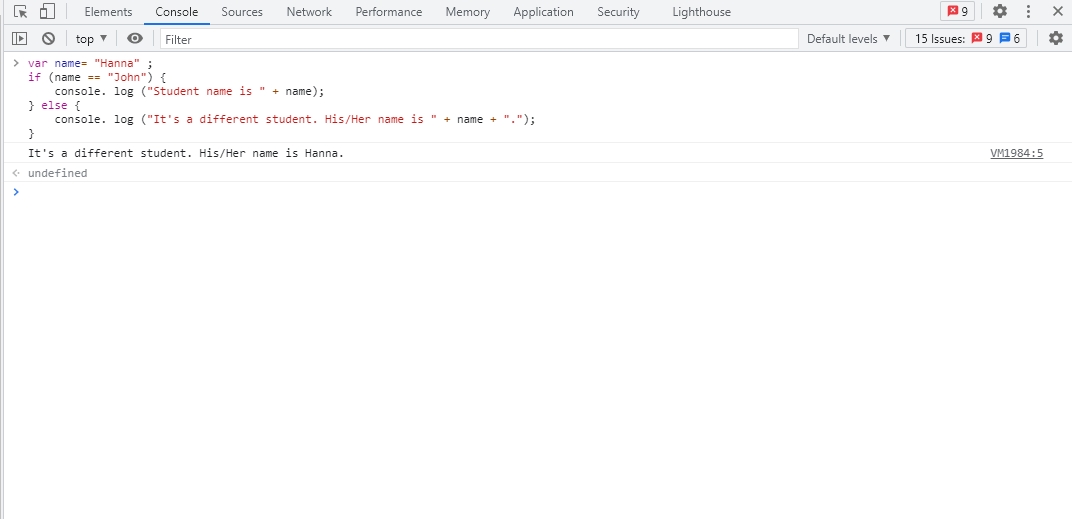 Elements Console Sources Network Performance Memory Application Security Lighthouse 9
top Filter Default levels 15 Issues: 9 6
var name= "Hanna" ;
if (name == "John") {
console. log ("Student name is " + name);
} else {
console. log ("It's a different student. His/Her name is " + name + ".");
}
It's a different student. His/Her name is Hanna. VM1984:5
undefined